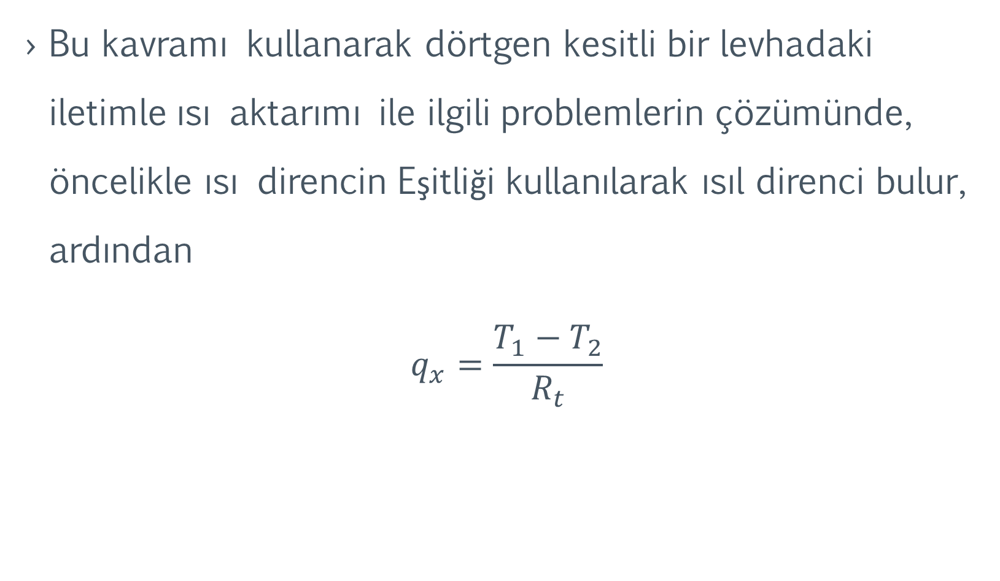 › Bu kavramı kullanarak dörtgen kesitli bir levhadaki
iletimle ısı aktarımı ile ilgili problemlerin çözümünde,
öncelikle ısı direncin Eşitliği kullanılarak ısıl direnci bulur,
ardından
q_x = \frac{T_1 − T_2}{R_t}